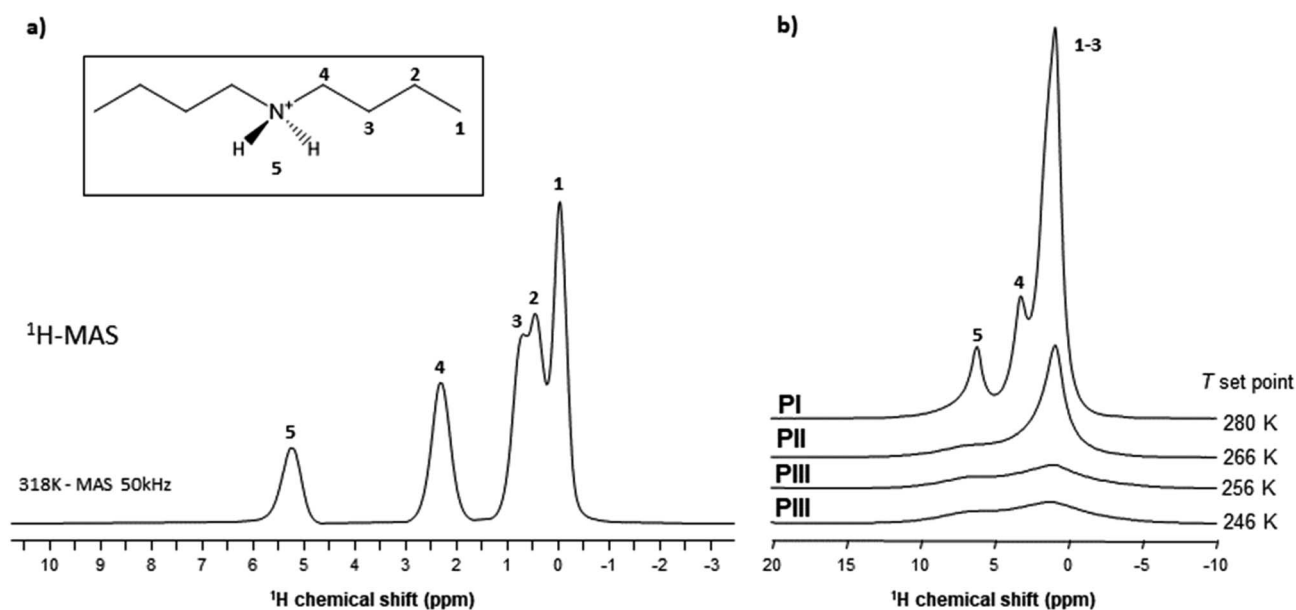 a)
4
2
N+
3
1
H
H
5
1
2
3
¹H-MAS
4
5
318K - MAS 50kHz
10 9 8 7 6 5 4 3 2 1 0 -1 -2 -3
¹H chemical shift (ppm)
b)
1-3
4
5
T set point
PI
280 K
PII
266 K
PIII
256 K
PIII
246 K
20 15 10 5 0 -5 -10
¹H chemical shift (ppm)